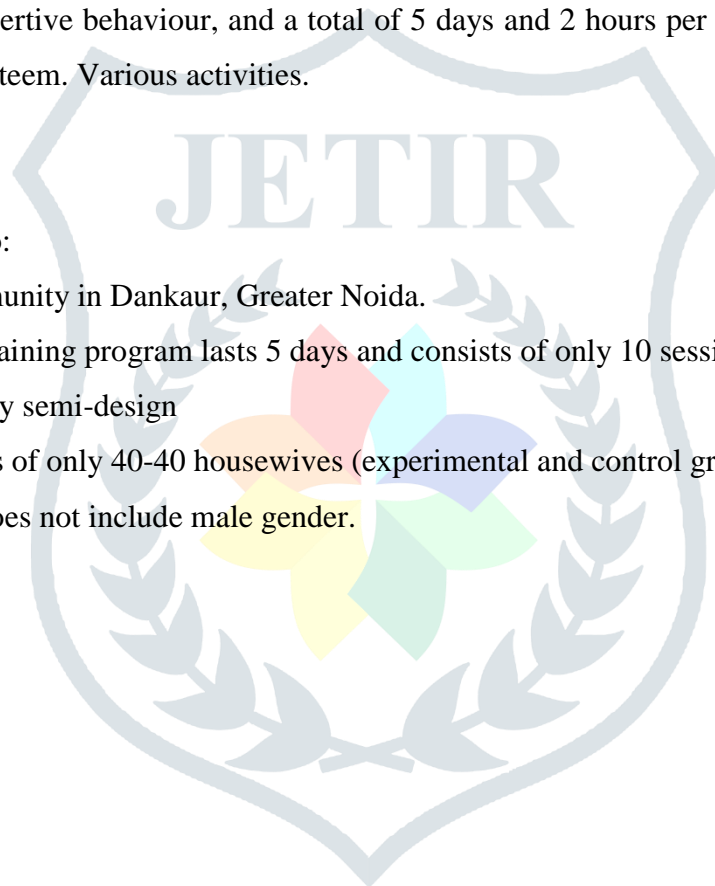 ertive behaviour, and a total of 5 days and 2 hours per
teem. Various activities.
JETIR
:
unity in Dankaur, Greater Noida.
aining program lasts 5 days and consists of only 10 sessi
y semi-design
s of only 40-40 housewives (experimental and control gr
oes not include male gender.